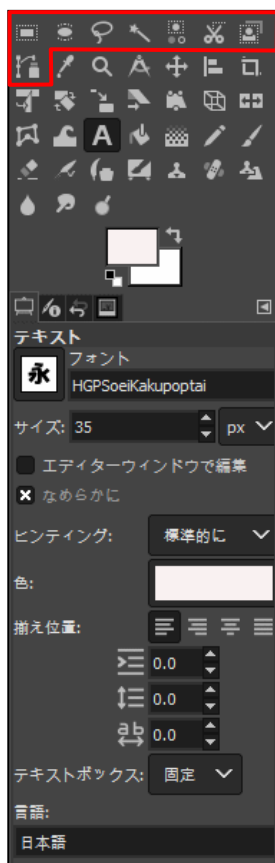 A
テキスト
永
フォント
HGPSoeiKakupoptai
サイズ: 35 px
エディターウィンドウで編集
なめらかに
ヒンティング: 標準的に
色:
揃え位置:
0.0
0.0
ab 0.0
テキストボックス: 固定
言語:
日本語